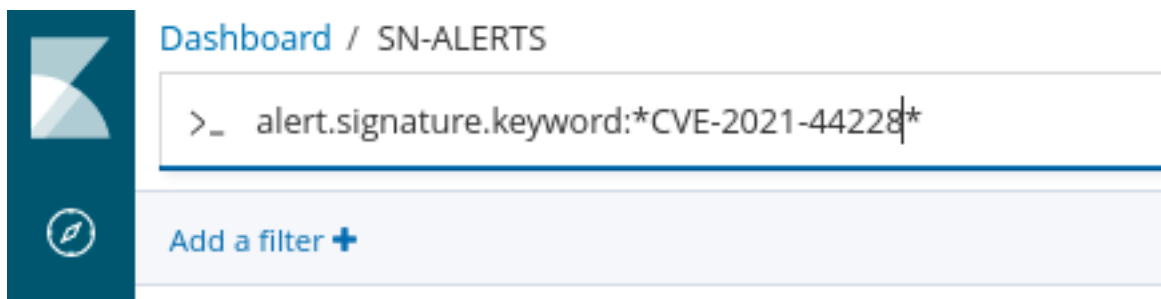 Dashboard / SN-ALERTS
>_ alert.signature.keyword:*CVE-2021-44228*
Add a filter +